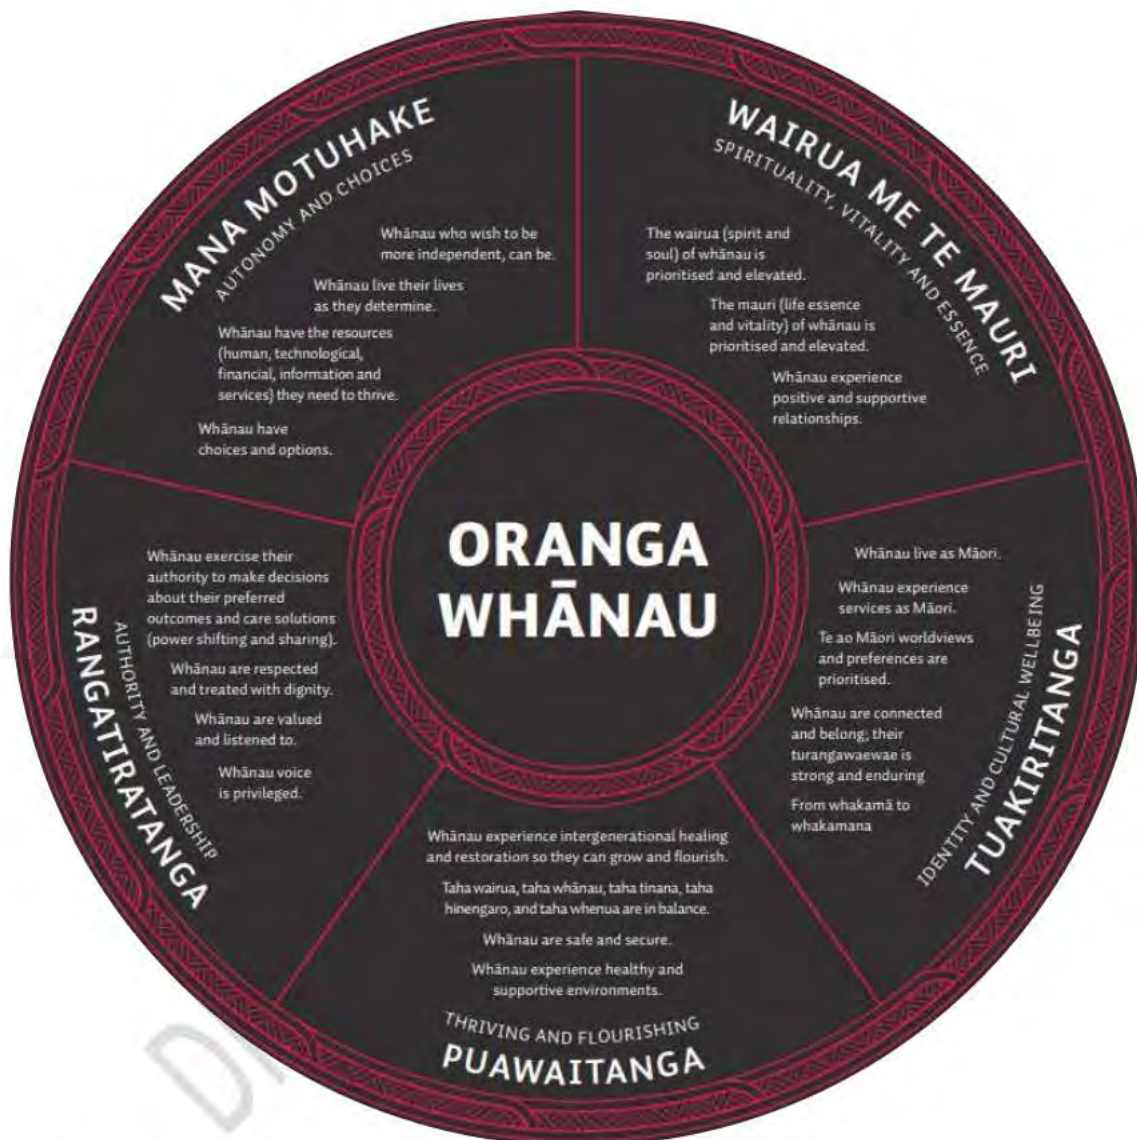 MANA MOTUHAKE
AUTONOMY AND CHOICES
Whānau who wish to be
more independent, can be.
Whānau live their lives
as they determine.
Whānau have the resources
(human, technological,
financial, information and
services) they need to thrive.
Whānau have
choices and options.
WAIRUA ME TE MAURI
SPIRITUALITY, VITALITY AND ESSENCE
The wairua (spirit and
soul) of whānau is
prioritised and elevated.
The mauri (life essence
and vitality) of whānau is
prioritised and elevated.
Whānau experience
positive and supportive
relationships.
ORANGA
WHĀNAU
Whānau live as Māori.
Whānau experience
services as Māori.
Te ao Māori worldviews
and preferences are
prioritised.
Whānau are connected
and belong; their
turangawaewae is
strong and enduring
From whakamā to
whakamana
IDENTITY AND CULTURAL WELLBEING
TUAKIRITANGA
Whānau exercise their
authority to make decisions
about their preferred
outcomes and care solutions
(power shifting and sharing).
Whānau are respected
and treated with dignity.
Whānau are valued
and listened to.
Whānau voice
is privileged.
AUTHORITY AND LEADERSHIP
RANGATIRATANGA
Whānau experience intergenerational healing
and restoration so they can grow and flourish.
Taha wairua, taha whānau, taha tinana, taha
hinengaro, and taha whenua are in balance.
Whānau are safe and secure.
Whānau experience healthy and
supportive environments.
THRIVING AND FLOURISHING
PUAWAITANGA